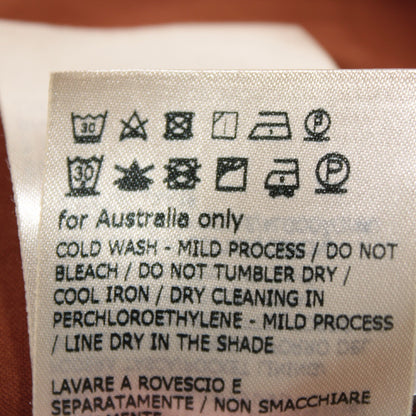 30
P
30
P
for Australia only
COLD WASH - MILD PROCESS / DO NOT
BLEACH / DO NOT TUMBLER DRY /
COOL IRON / DRY CLEANING IN
PERCHLOROETHYLENE - MILD PROCESS
/ LINE DRY IN THE SHADE
LAVARE A ROVESCIO E
SEPARATAMENTE / NON SMACCHIARE